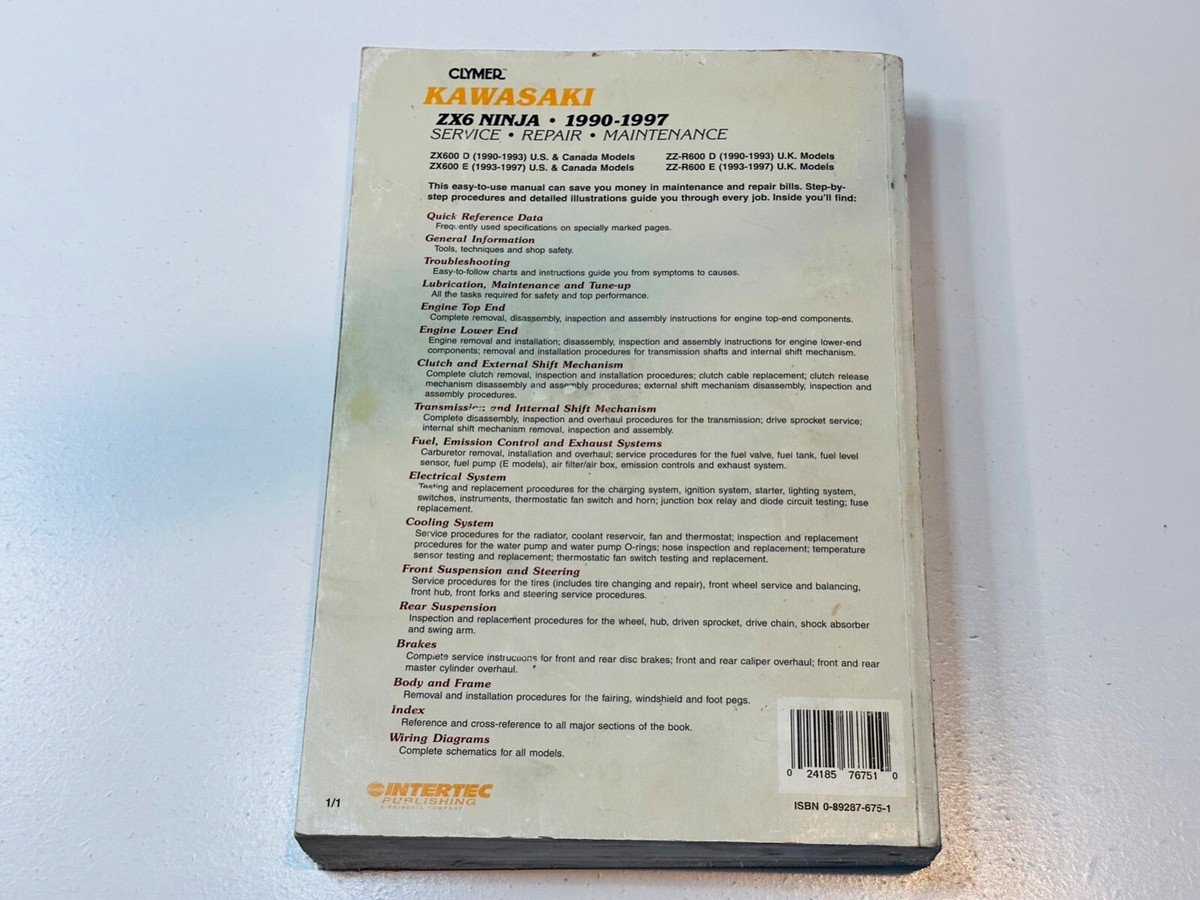 CLYMER™
KAWASAKI
ZX6 NINJA • 1990-1997
SERVICE • REPAIR • MAINTENANCE
ZX600 D (1990-1993) U.S. & Canada Models ZZ-R600 D (1990-1993) U.K. Models
ZX600 E (1993-1997) U.S. & Canada Models ZZ-R600 E (1993-1997) U.K. Models
This easy-to-use manual can save you money in maintenance and repair bills. Step-by-
step procedures and detailed illustrations guide you through every job. Inside you'll find:
Quick Reference Data
Frequently used specifications on specially marked pages.
General Information
Tools, techniques and shop safety.
Troubleshooting
Easy-to-follow charts and instructions guide you from symptoms to causes.
Lubrication, Maintenance and Tune-up
All the tasks required for safety and top performance.
Engine Top End
Complete removal, disassembly, inspection and assembly instructions for engine top-end components.
Engine Lower End
Engine removal and installation; disassembly, inspection and assembly instructions for engine lower-end
components; removal and installation procedures for transmission shafts and internal shift mechanism.
Clutch and External Shift Mechanism
Complete clutch removal, inspection and installation procedures; clutch cable replacement; clutch release
mechanism disassembly and assembly procedures; external shift mechanism disassembly, inspection and
assembly procedures.
Transmission and Internal Shift Mechanism
Complete disassembly, inspection and overhaul procedures for the transmission; drive sprocket service;
internal shift mechanism removal, inspection and assembly.
Fuel, Emission Control and Exhaust Systems
Carburetor removal, installation and overhaul; service procedures for the fuel valve, fuel tank, fuel level
sensor, fuel pump (E models), air filter/air box, emission controls and exhaust system.
Electrical System
Testing and replacement procedures for the charging system, ignition system, starter, lighting system,
switches, instruments, thermostatic fan switch and horn; junction box relay and diode circuit testing; fuse
replacement.
Cooling System
Service procedures for the radiator, coolant reservoir, fan and thermostat; inspection and replacement
procedures for the water pump and water pump O-rings; hose inspection and replacement; temperature
sensor testing and replacement; thermostatic fan switch testing and replacement.
Front Suspension and Steering
Service procedures for the tires (includes tire changing and repair), front wheel service and balancing,
front hub, front forks and steering service procedures.
Rear Suspension
Inspection and replacement procedures for the wheel, hub, driven sprocket, drive chain, shock absorber
and swing arm.
Brakes
Complete service instructions for front and rear disc brakes; front and rear caliper overhaul; front and rear
master cylinder overhaul.
Body and Frame
Removal and installation procedures for the fairing, windshield and foot pegs.
Index
Reference and cross-reference to all major sections of the book.
Wiring Diagrams
Complete schematics for all models.
0 24185 76751 0
INTERTEC
PUBLISHING
A PRIMEDIA COMPANY
1/1
ISBN 0-89287-675-1